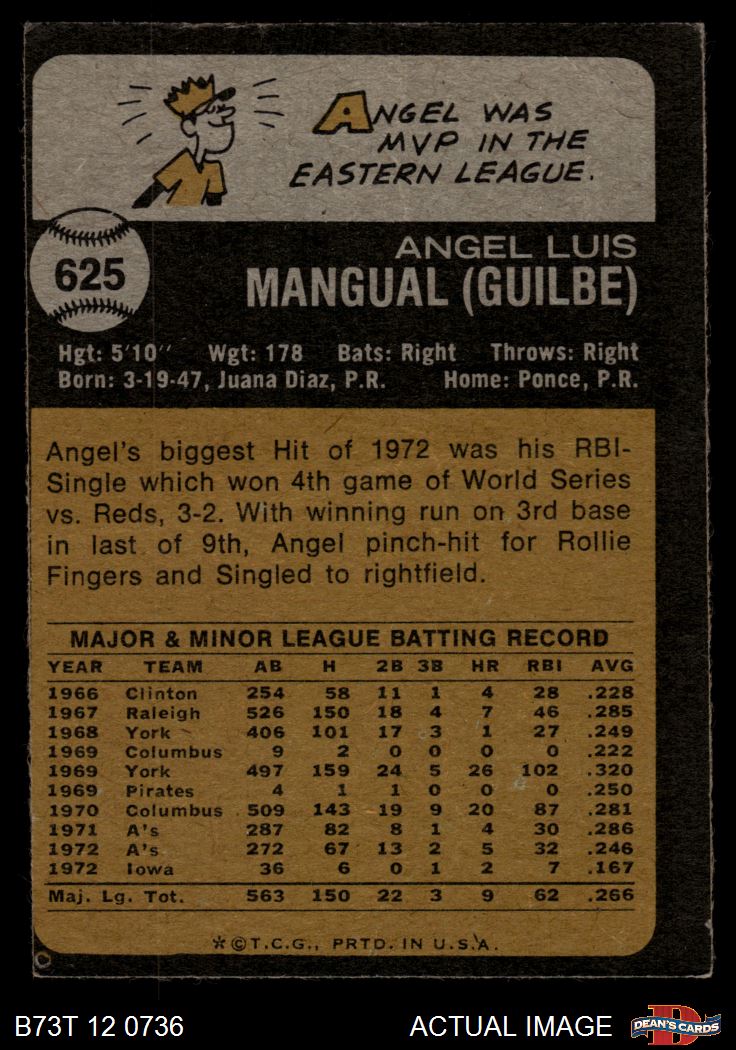 ANGEL WAS
MVP IN THE
EASTERN LEAGUE.
625
ANGEL LUIS
MANGUAL (GUILBE)
Hgt: 5'10" Wgt: 178 Bats: Right Throws: Right
Born: 3-19-47, Juana Diaz, P.R. Home: Ponce, P.R.
Angel's biggest Hit of 1972 was his RBI-
Single which won 4th game of World Series
vs. Reds, 3-2. With winning run on 3rd base
in last of 9th, Angel pinch-hit for Rollie
Fingers and Singled to rightfield.
MAJOR & MINOR LEAGUE BATTING RECORD
YEAR TEAM AB H 2B 3B HR RBI AVG
1966 Clinton 254 58 11 1 4 28 .228
1967 Raleigh 526 150 18 4 7 46 .285
1968 York 406 101 17 3 1 27 .249
1969 Columbus 9 2 0 0 0 0 .222
1969 York 497 159 24 5 26 102 .320
1969 Pirates 4 1 1 0 0 0 .250
1970 Columbus 509 143 19 9 20 87 .281
1971 A's 287 82 8 1 4 30 .286
1972 A's 272 67 13 2 5 32 .246
1972 Iowa 36 6 0 1 2 7 .167
Maj. Lg. Tot. 563 150 22 3 9 62 .266
*©T.C.G., PRTD. IN U.S.A.
B73T 12 0736 ACTUAL IMAGE DEAN'S CARDS